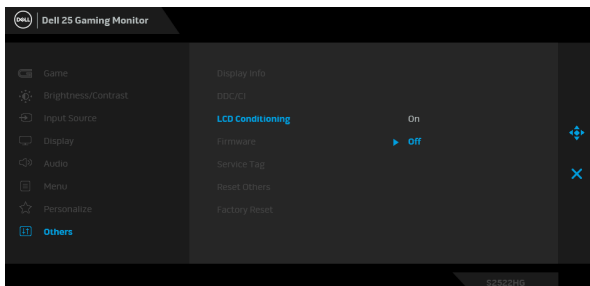 DELL Dell 25 Gaming Monitor
Game
Brightness/Contrast
Input Source
Display
Audio
Menu
Personalize
Others
Display Info
DDC/CI
LCD Conditioning On
Firmware Off
Service Tag
Reset Others
Factory Reset
S2522HG